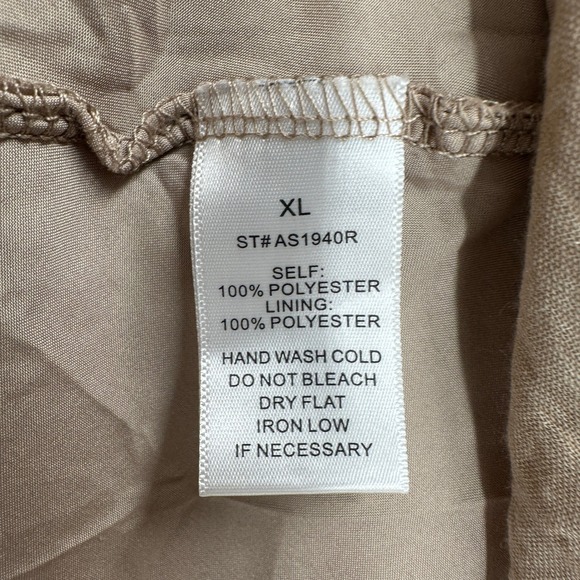 XL
ST# AS1940R
SELF:
100% POLYESTER
LINING:
100% POLYESTER
HAND WASH COLD
DO NOT BLEACH
DRY FLAT
IRON LOW
IF NECESSARY